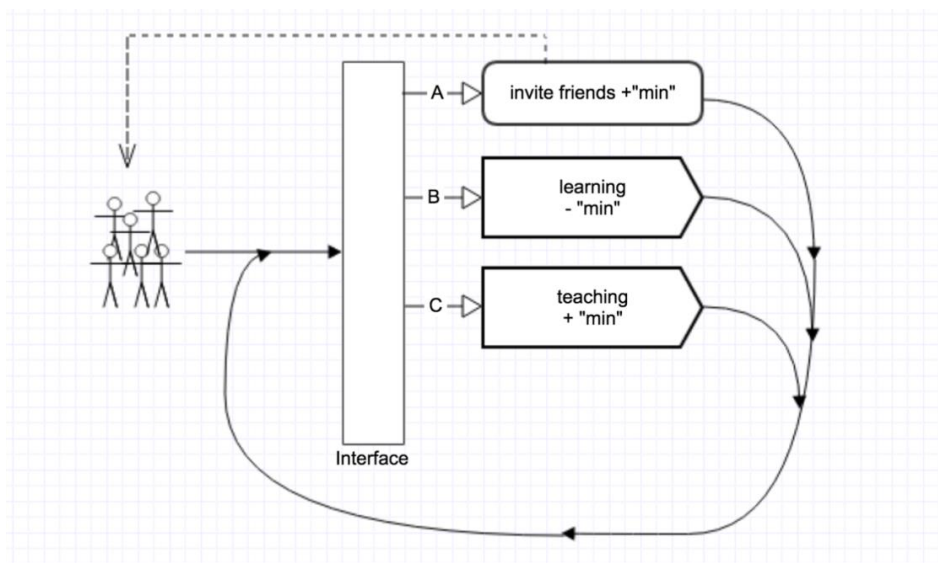 A
invite friends +"min"
B
learning
- "min"
C
teaching
+ "min"
Interface